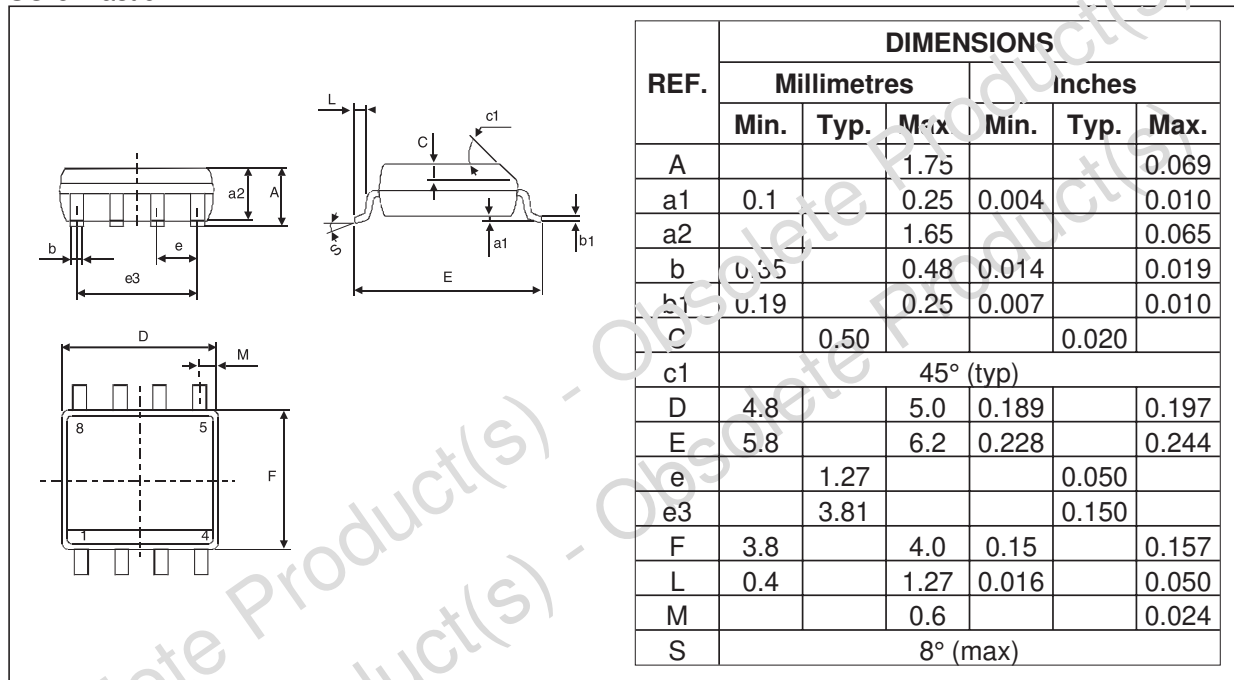 L
C
c1
a2
A
b
e
e3
S
a1
b1
E
D
M
8
5
F
1
4
DIMENSIONS
REF. Millimetres Inches
Min. Typ. Max. Min. Typ. Max.
A 1.75 0.069
a1 0.1 0.25 0.004 0.010
a2 1.65 0.065
b 0.35 0.48 0.014 0.019
b1 0.19 0.25 0.007 0.010
C 0.50 0.020
c1 45° (typ)
D 4.8 5.0 0.189 0.197
E 5.8 6.2 0.228 0.244
e 1.27 0.050
e3 3.81 0.150
F 3.8 4.0 0.15 0.157
L 0.4 1.27 0.016 0.050
M 0.6 0.024
S 8° (max)
Obsolete Product(s) - Obsolete Product(s)
Obsolete Product(s) - Obsolete Product(s)